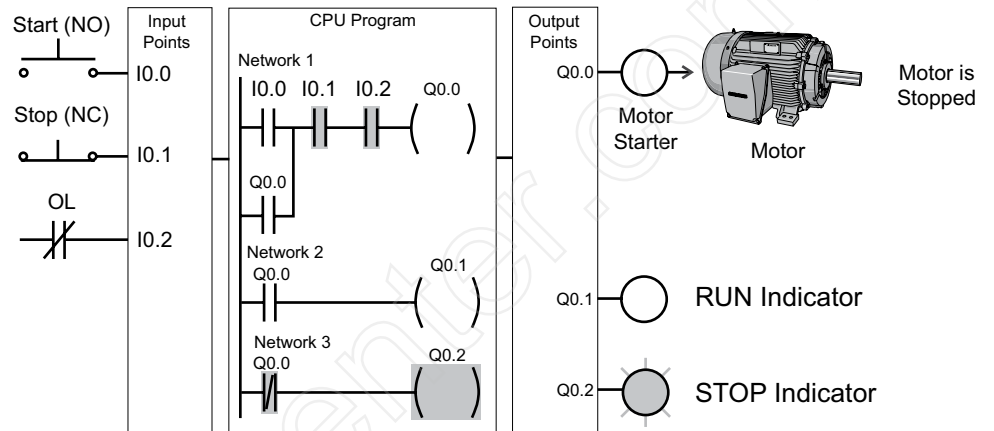 Start (NO)
Stop (NC)
OL
Input
Points
I0.0
I0.1
I0.2
CPU Program
Network 1
I0.0 I0.1 I0.2 Q0.0
Q0.0
Network 2
Q0.0 Q0.1
Network 3
Q0.0 Q0.2
Output
Points
Q0.0
Q0.1
Q0.2
Motor
Starter
Motor
Motor is
Stopped
RUN Indicator
STOP Indicator
enter.co